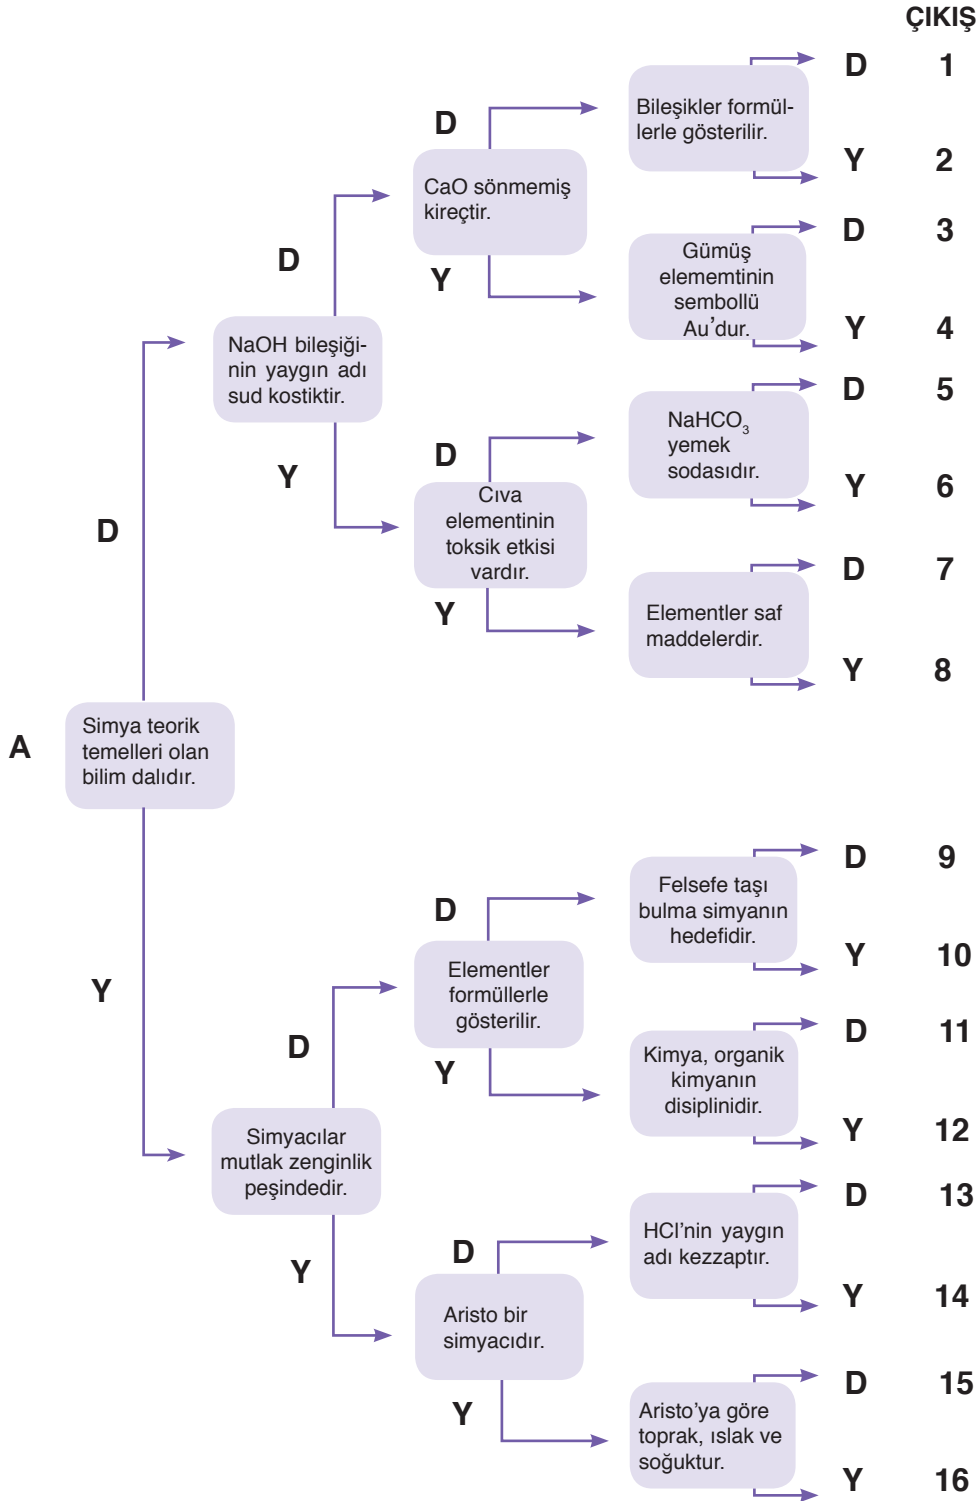 ÇIKIŞ
D 1
Bileşikler formül-
lerle gösterilir.
D
Y 2
CaO sönmemiş
kireçtir.
D 3
Gümüş
elememtinin
sembollü
Au'dur.
D
Y
Y 4
NaOH bileşiği-
nin yaygın adı
sud kostiktir.
D 5
NaHCO₃
yemek
sodasıdır.
D
Y
Y 6
Cıva
elementinin
toksik etkisi
vardır.
D
D 7
Elementler saf
maddelerdir.
Y
Y 8
A
Simya teorik
temelleri olan
bilim dalıdır.
D 9
Felsefe taşı
bulma simyanın
hedefidir.
D
Y 10
Y
Elementler
formüllerle
gösterilir.
D 11
D
Kimya, organik
kimyanın
disiplinidir.
Y
Y 12
Simyacılar
mutlak zenginlik
peşindedir.
D 13
HCl'nin yaygın
adı kezzaptır.
D
Y
Y 14
Aristo bir
simyacıdır.
D 15
Y
Aristo'ya göre
toprak, ıslak ve
soğuktur.
Y 16